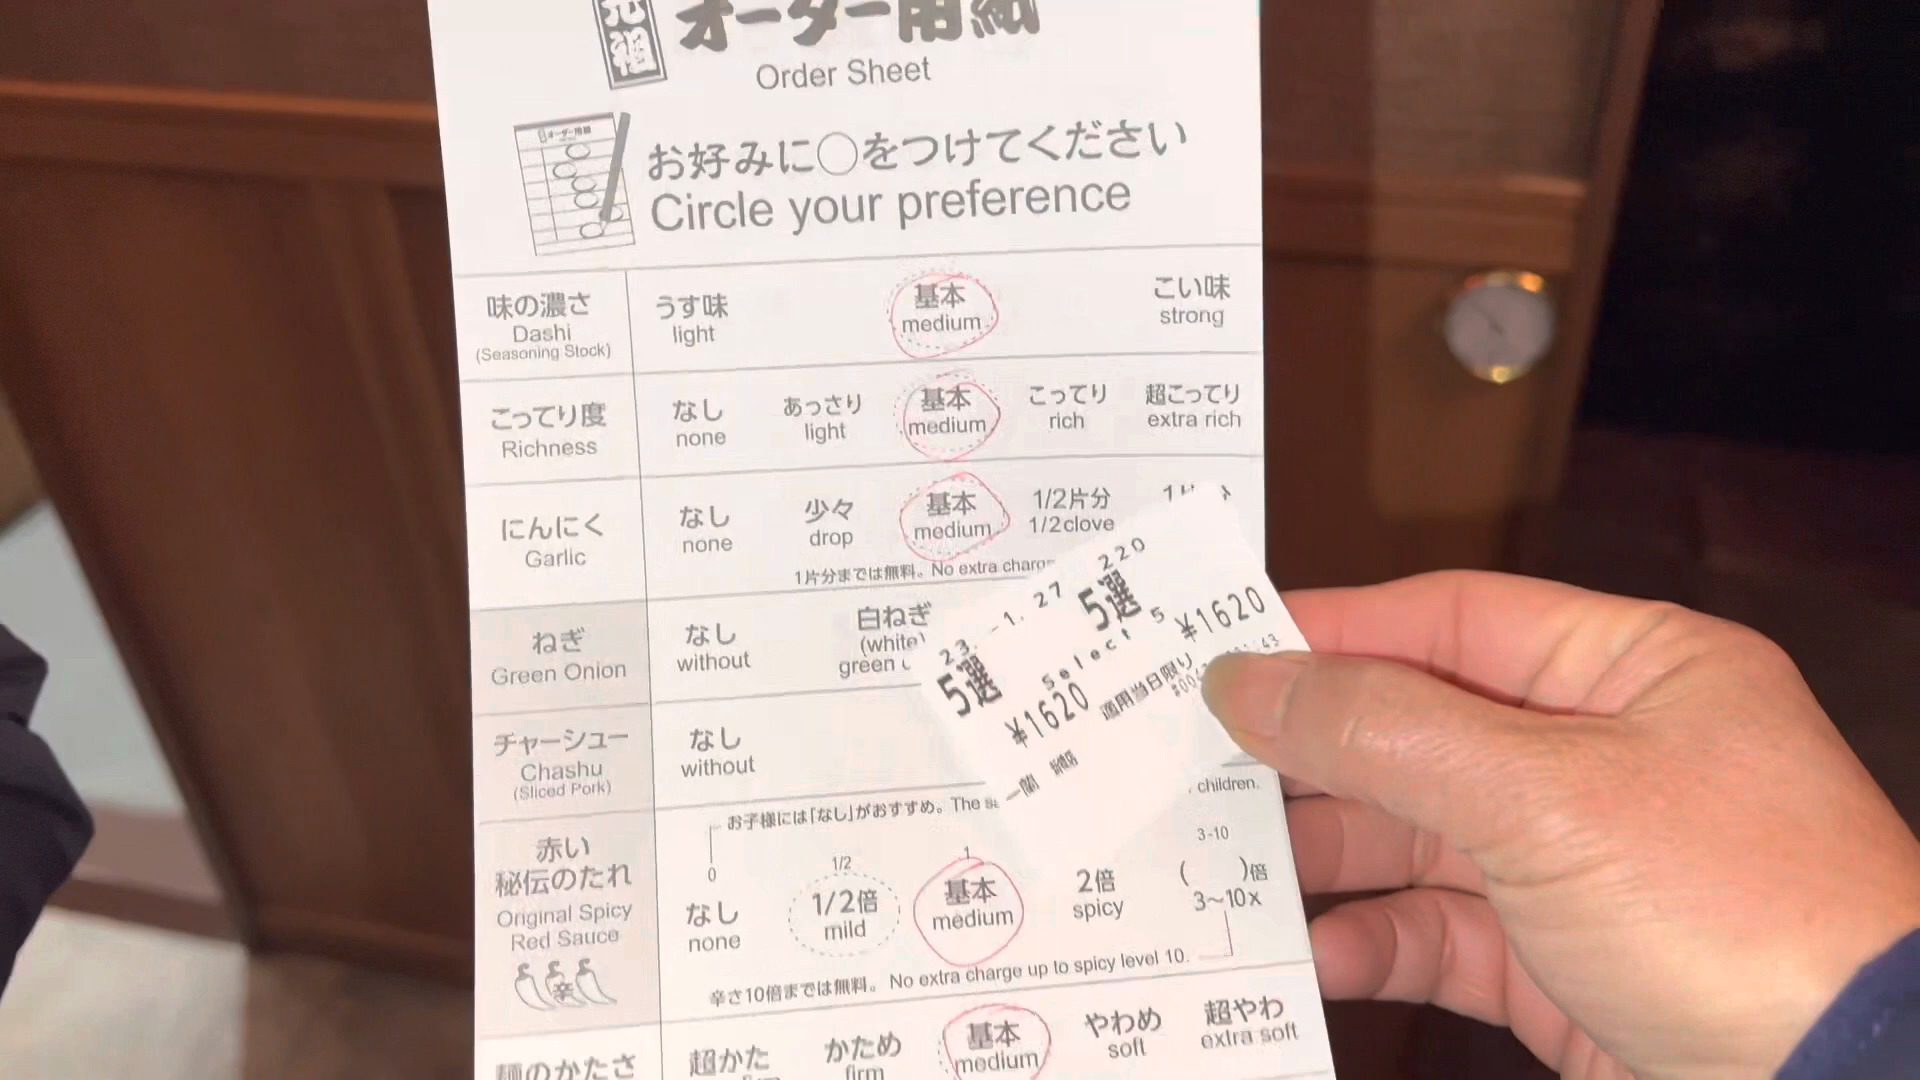 元祖 オーダー用紙
Order Sheet
お好みに○をつけてください
Circle your preference
味の濃さ
Dashi
(Seasoning Stock)
うす味
light
基本
medium
こい味
strong
こってり度
Richness
なし
none
あっさり
light
基本
medium
こってり
rich
超こってり
extra rich
にんにく
Garlic
なし
none
少々
drop
基本
medium
1/2片分
1/2clove
1片分までは無料。No extra charge
ねぎ
Green Onion
なし
without
白ねぎ
(white)
green
チャーシュー
Chashu
(Sliced Pork)
なし
without
お子様には「なし」がおすすめ。The
children.
赤い
秘伝のたれ
Original Spicy
Red Sauce
辛
0
なし
none
1/2
1/2倍
mild
1
基本
medium
2倍
spicy
3-10
( )倍
3〜10x
辛さ10倍までは無料。No extra charge up to spicy level 10.
麺のかたさ
超かた
かため
firm
基本
medium
やわめ
soft
超やわ
extra soft
23.-1.27 220
5選 5選
Select 5
¥1620 ¥1620
適用当日限り
一蘭